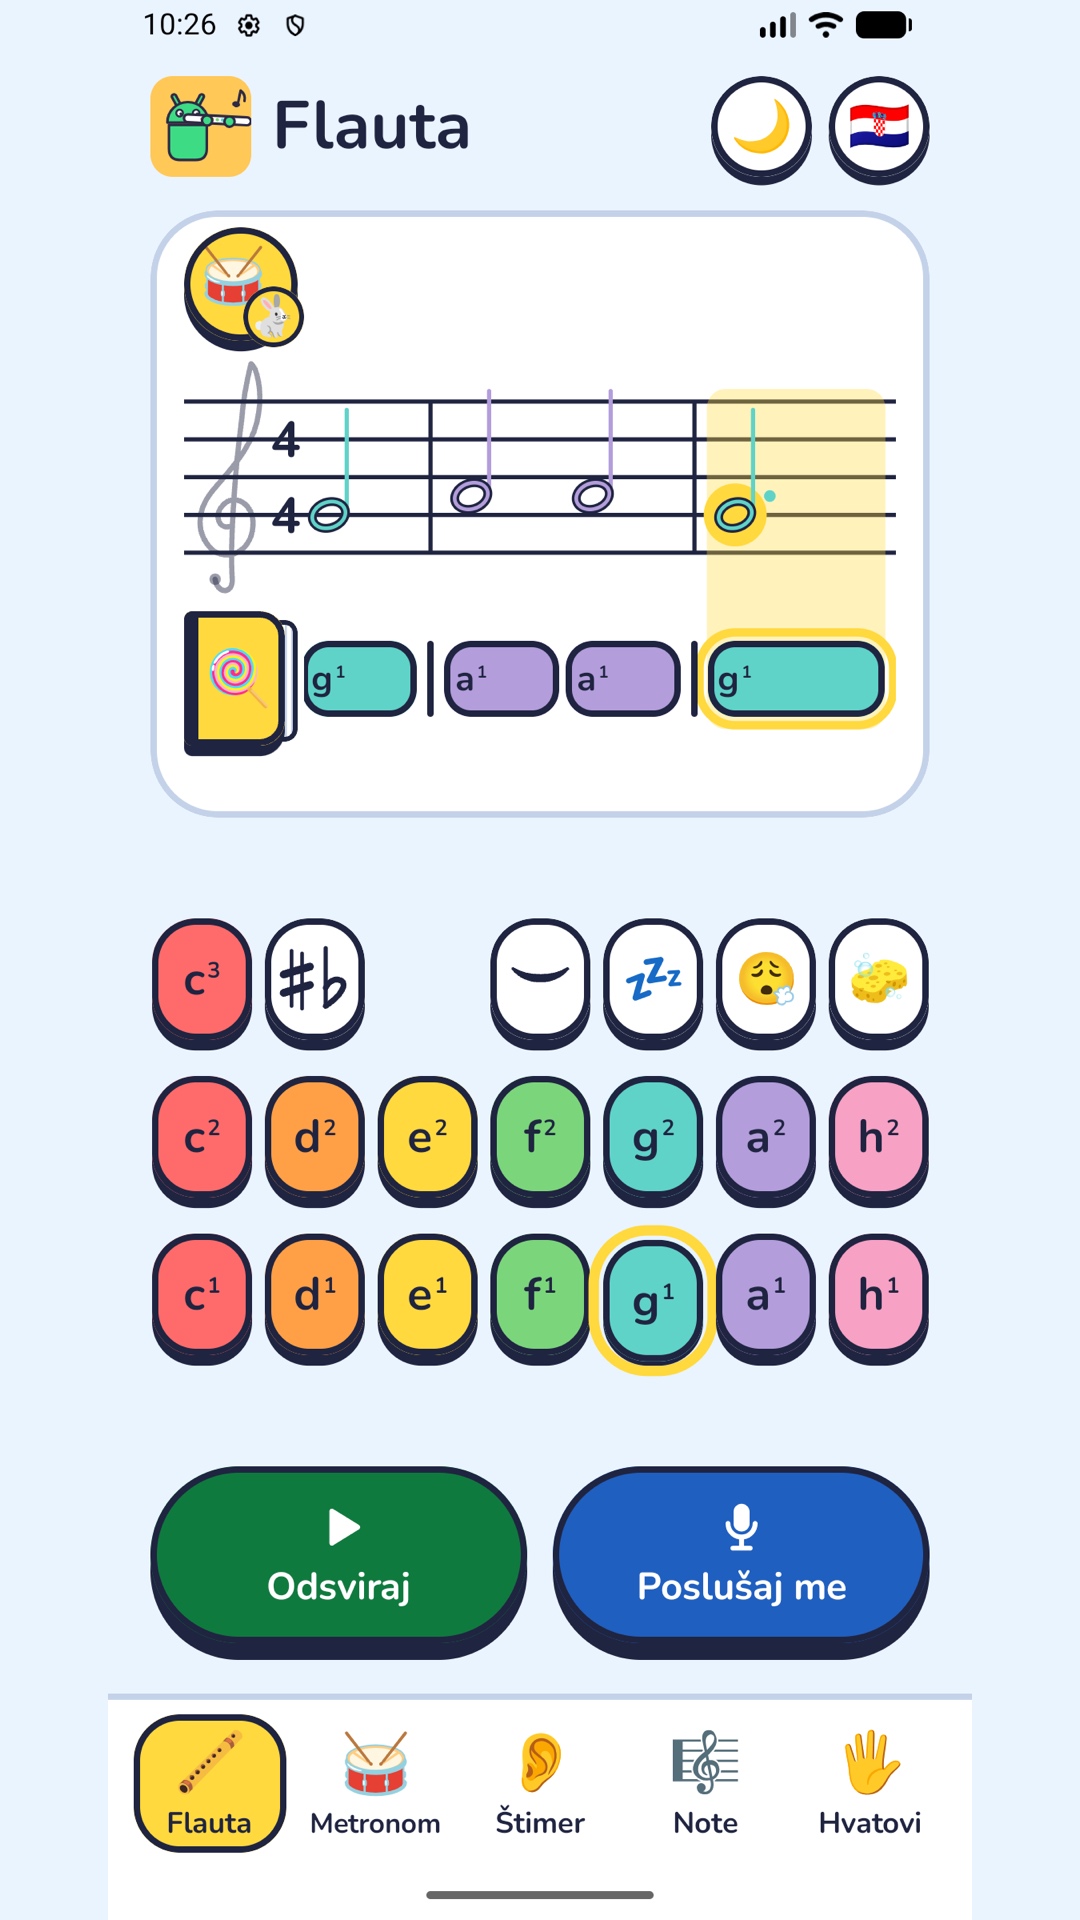 10:26
Flauta
4
4
g¹ a¹ a¹ g¹
c³ #♭ zzz
c² d² e² f² g² a² h²
c¹ d¹ e¹ f¹ g¹ a¹ h¹
Odsviraj Poslušaj me
Flauta Metronom Štimer Note Hvatovi